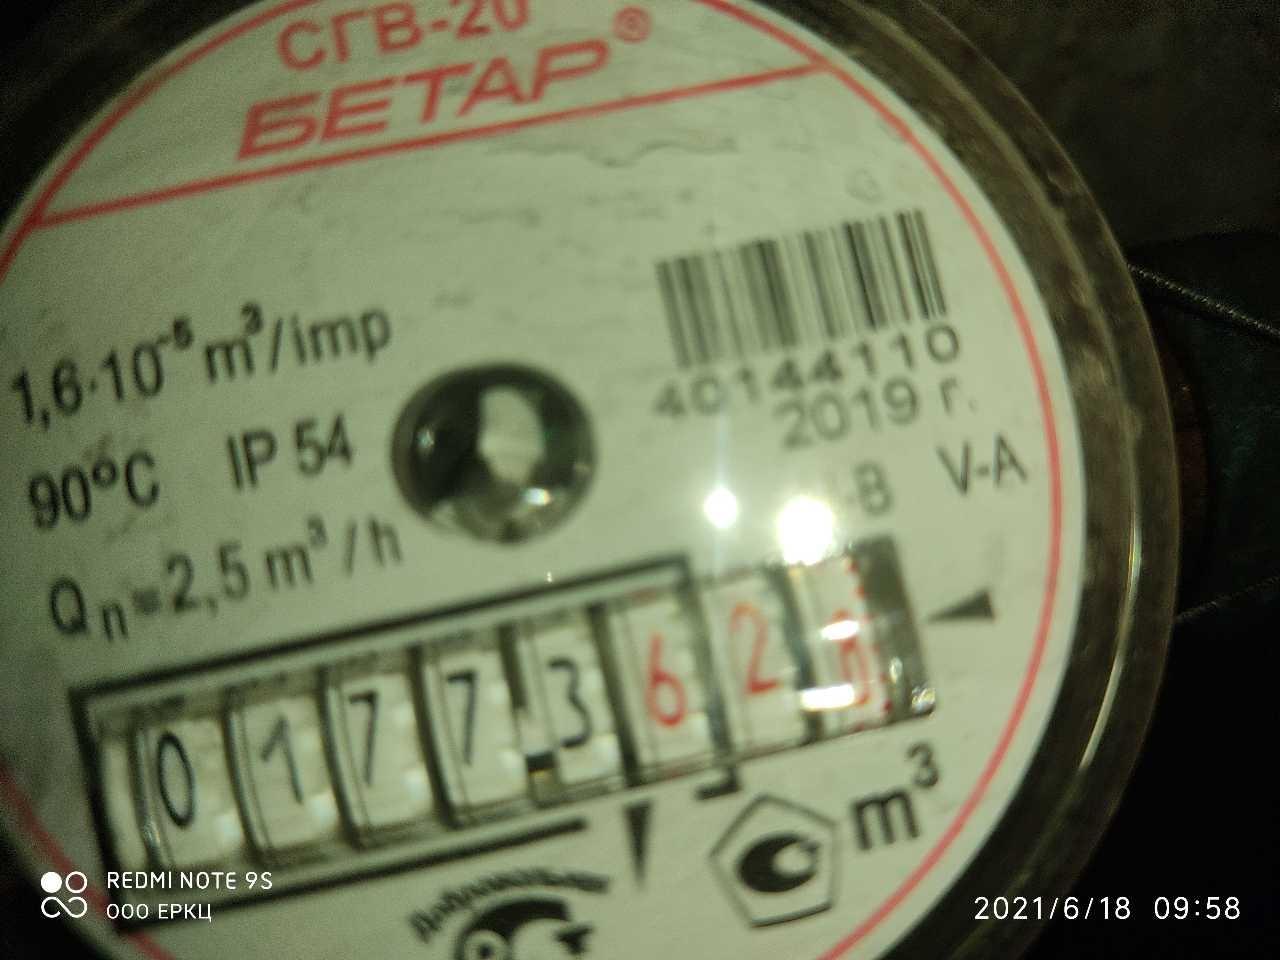 СГВ-20
БЕТАР®
1,6·10⁻⁵ m³/imp
40144110
2019 г.
90°C IP 54
-B V-A
Qn=2,5 m³/h
01773620
m³
REDMI NOTE 9S
ООО ЕРКЦ
2021/6/18 09:58